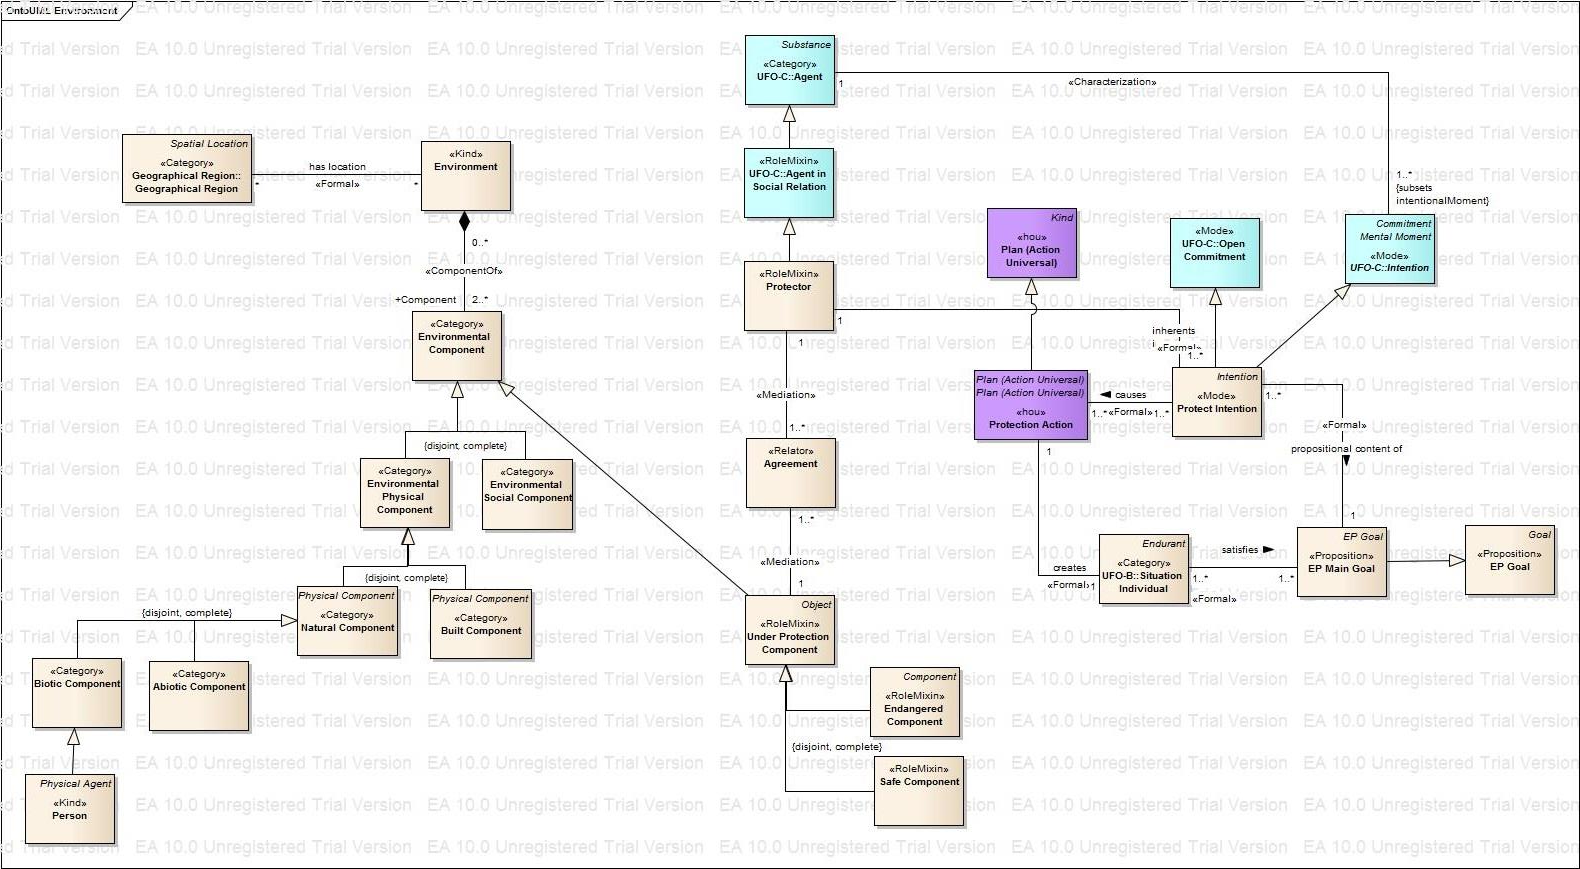 OntoUML Environment
EA 10.0 Unregistered Trial Version
Substance
«Category»
UFO-C::Agent
1
«Characterization»
1..*
{subsets
intentionalMoment}
Spatial Location
«Category»
Geographical Region::
Geographical Region
has location
«Formal»
*
*
«Kind»
Environment
0..*
«ComponentOf»
+Component
2..*
«Category»
Environmental
Component
«RoleMixin»
UFO-C::Agent in
Social Relation
«RoleMixin»
Protector
1
1
Kind
«hou»
Plan (Action
Universal)
«Mode»
UFO-C::Open
Commitment
Commitment
Mental Moment
«Mode»
UFO-C::Intention
inherents
«Formal»
1..*
«Mediation»
1..*
«Relator»
Agreement
1..*
«Mediation»
1
Plan (Action Universal)
Plan (Action Universal)
«hou»
Protection Action
causes
1..*
«Formal»
1..*
Intention
«Mode»
Protect Intention
1..*
«Formal»
propositional content of
1
{disjoint, complete}
«Category»
Environmental
Physical
Component
«Category»
Environmental
Social Component
1
creates
«Formal»
1
Endurant
«Category»
UFO-B::Situation
Individual
satisfies
1..*
1..*
«Formal»
EP Goal
«Proposition»
EP Main Goal
Goal
«Proposition»
EP Goal
{disjoint, complete}
Physical Component
«Category»
Natural Component
Physical Component
«Category»
Built Component
{disjoint, complete}
«Category»
Biotic Component
«Category»
Abiotic Component
Physical Agent
«Kind»
Person
Object
«RoleMixin»
Under Protection
Component
Component
«RoleMixin»
Endangered
Component
{disjoint, complete}
«RoleMixin»
Safe Component